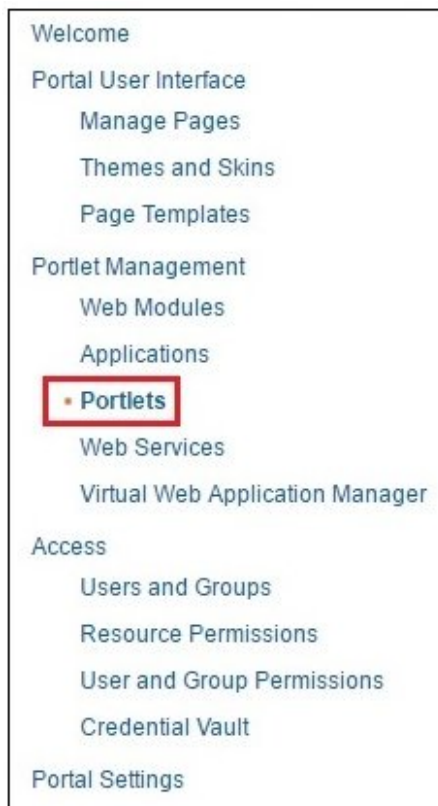 Welcome
Portal User Interface
Manage Pages
Themes and Skins
Page Templates
Portlet Management
Web Modules
Applications
• Portlets
Web Services
Virtual Web Application Manager
Access
Users and Groups
Resource Permissions
User and Group Permissions
Credential Vault
Portal Settings